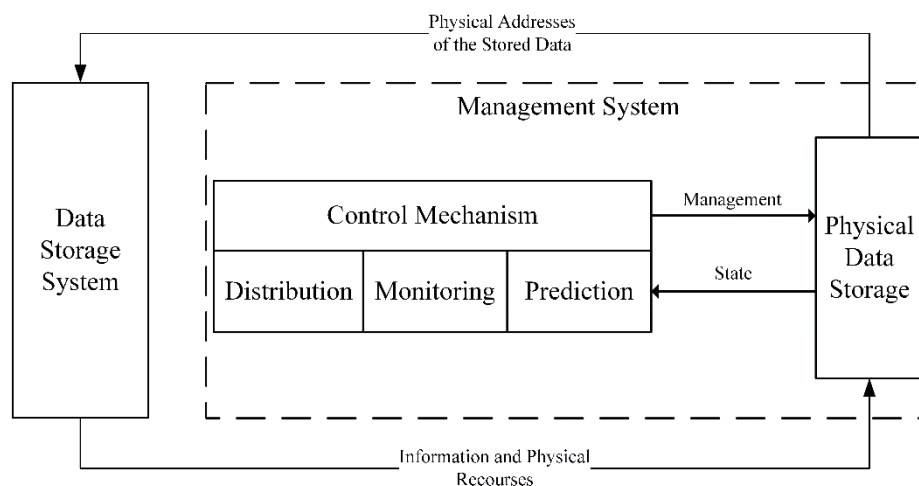 Physical Addresses
of the Stored Data
Management System
Data
Storage
System
Control Mechanism
Distribution
Monitoring
Prediction
Management
State
Physical
Data
Storage
Information and Physical
Recourses